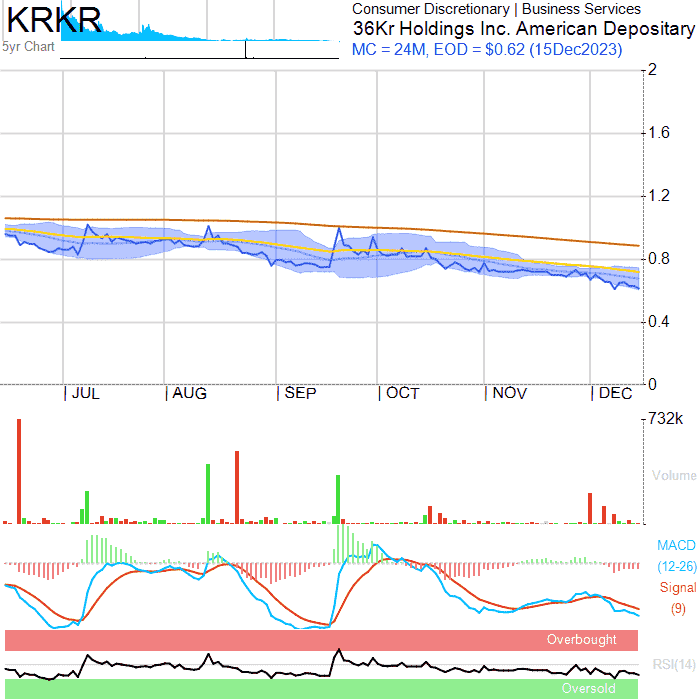 KRKR
5yr Chart
Consumer Discretionary | Business Services
36Kr Holdings Inc. American Depositary
MC = 24M, EOD = $0.62 (15Dec2023)
2
1.6
1.2
0.8
0.4
0
JUL
AUG
SEP
OCT
NOV
DEC
732k
Volume
MACD
(12-26)
Signal
(9)
Overbought
RSI(14)
Oversold